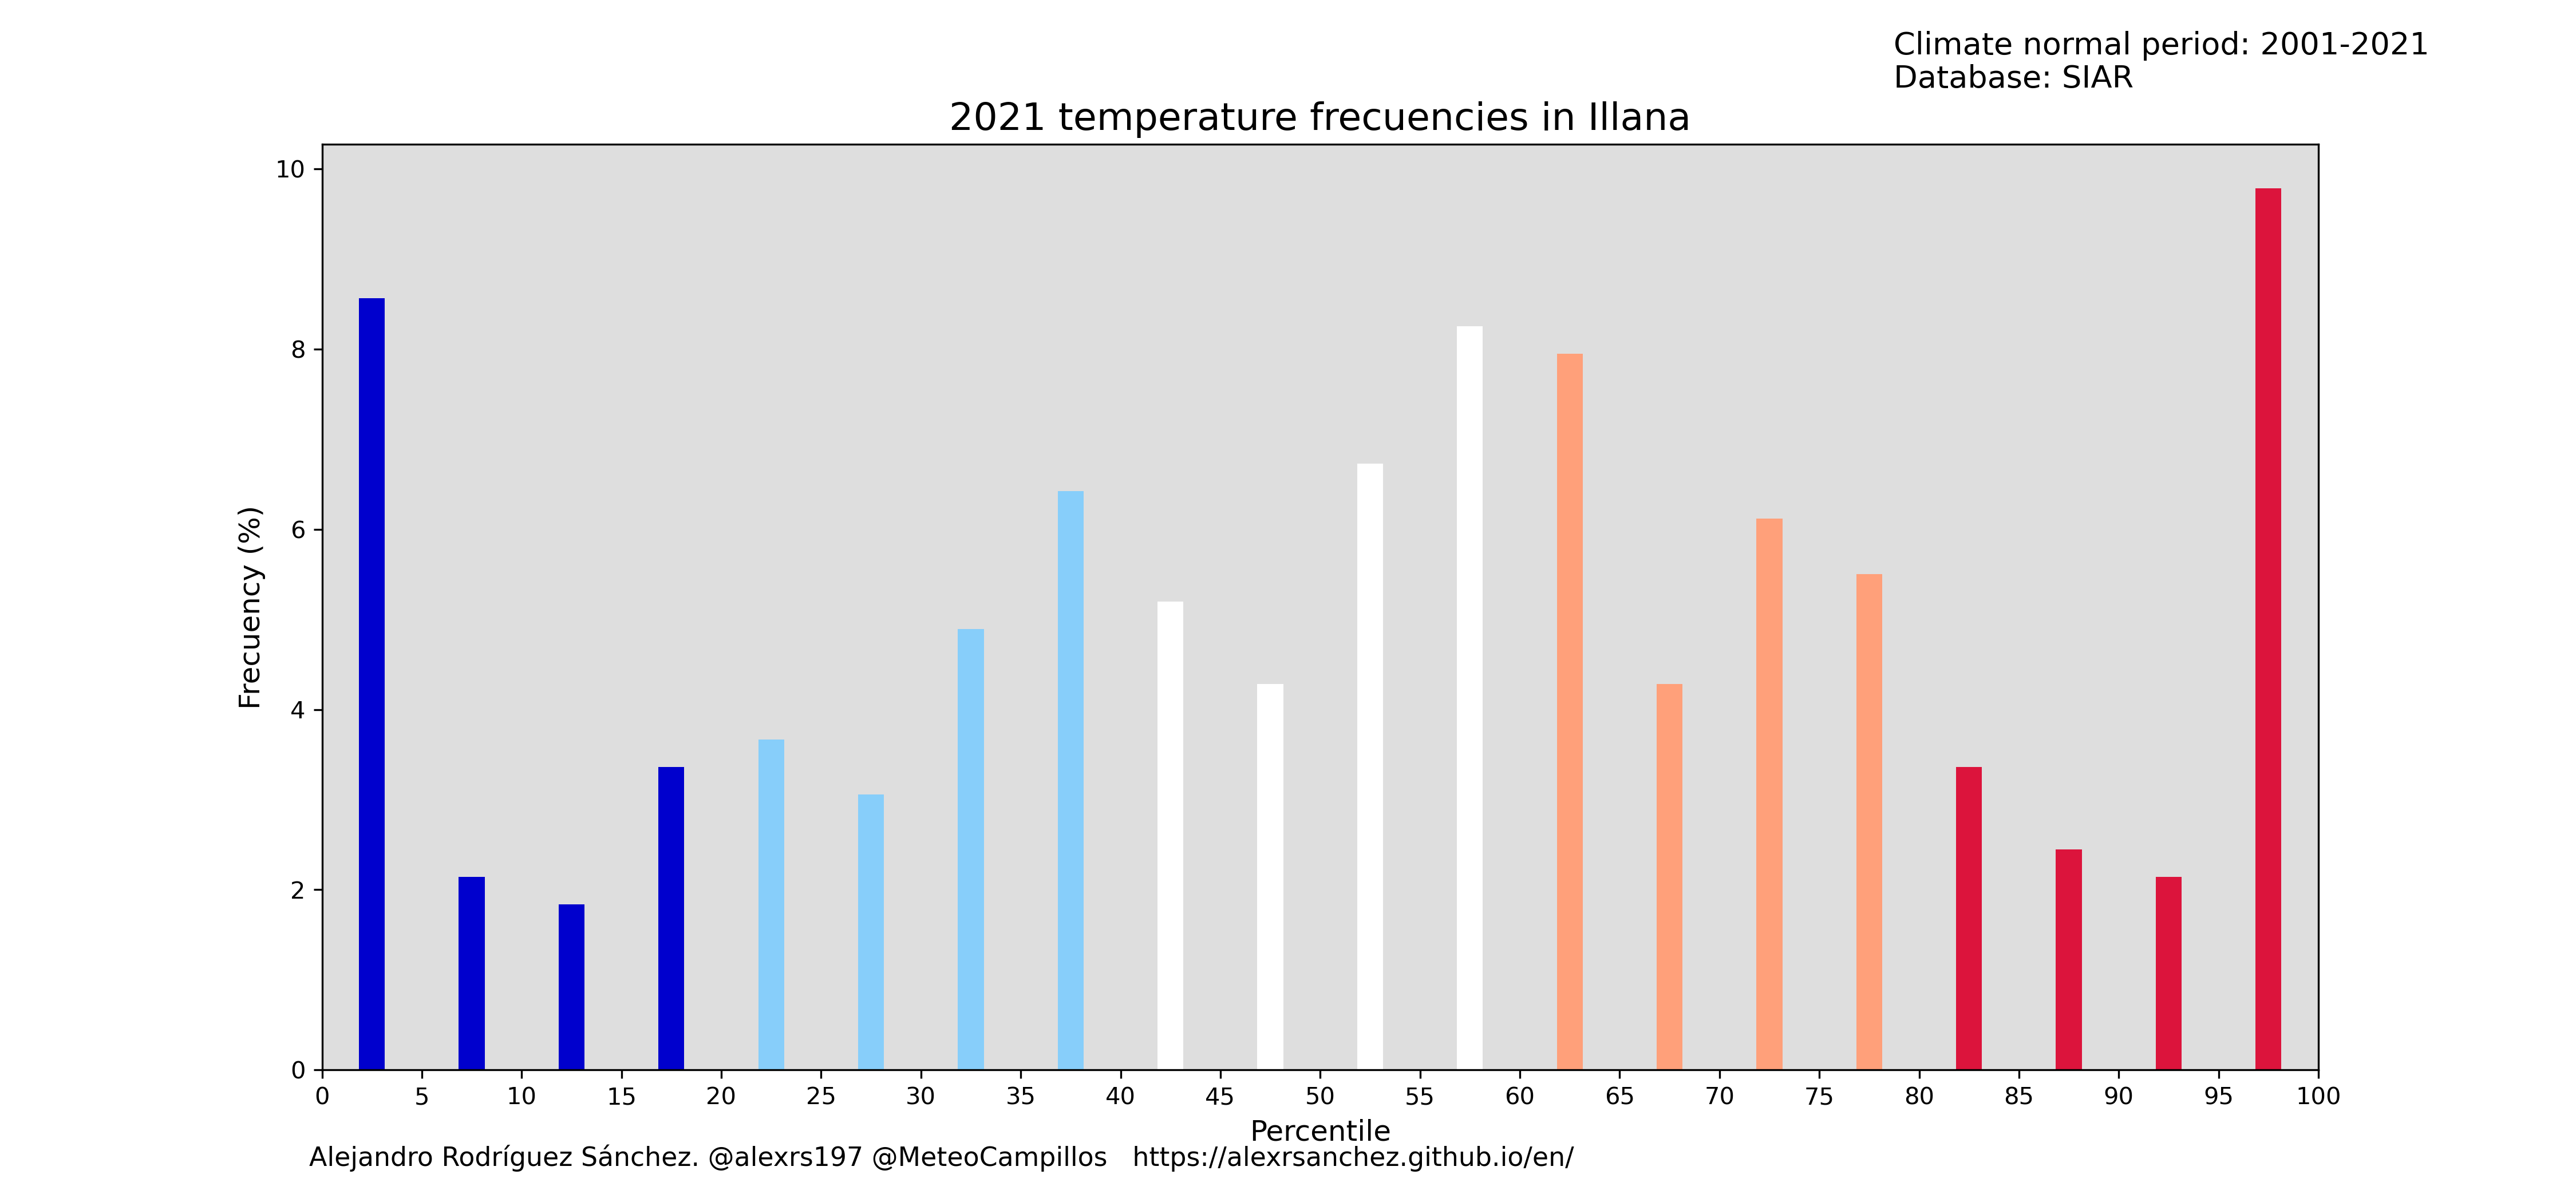 Climate normal period: 2001-2021
Database: SIAR
2021 temperature frecuencies in Illana
10
8
6
4
2
0
Frecuency (%)
0 5 10 15 20 25 30 35 40 45 50 55 60 65 70 75 80 85 90 95 100
Percentile
Alejandro Rodríguez Sánchez. @alexrs197 @MeteoCampillos https://alexrsanchez.github.io/en/